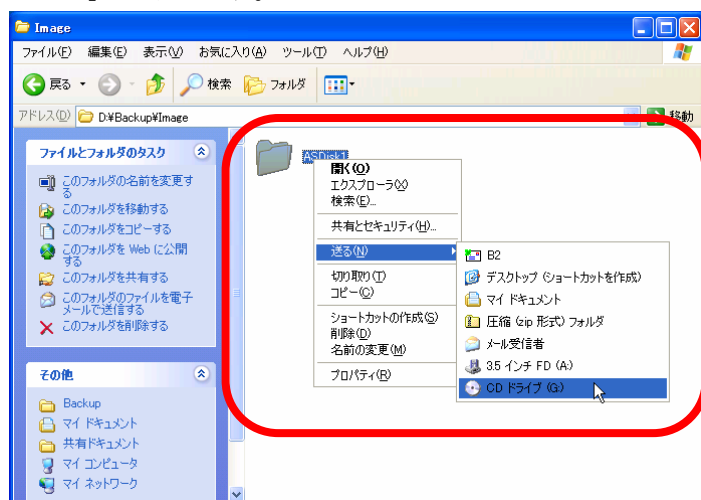 Image
ファイル(F) 編集(E) 表示(V) お気に入り(A) ツール(T) ヘルプ(H)
戻る 検索 フォルダ
アドレス(D) D:¥Backup¥Image 移動
ファイルとフォルダのタスク
このフォルダの名前を変更す
る
このフォルダを移動する
このフォルダをコピーする
このフォルダを Web に公開
する
このフォルダを共有する
このフォルダのファイルを電子
メールで送信する
このフォルダを削除する
その他
Backup
マイ ドキュメント
共有ドキュメント
マイ コンピュータ
マイ ネットワーク
ASDisk1
開く(O)
エクスプローラ(X)
検索(E)...
共有とセキュリティ(H)...
送る(N)
切り取り(T)
コピー(C)
ショートカットの作成(S)
削除(D)
名前の変更(M)
プロパティ(R)
B2
デスクトップ (ショートカットを作成)
マイ ドキュメント
圧縮 (zip 形式) フォルダ
メール受信者
3.5 インチ FD (A:)
CD ドライブ (G:)